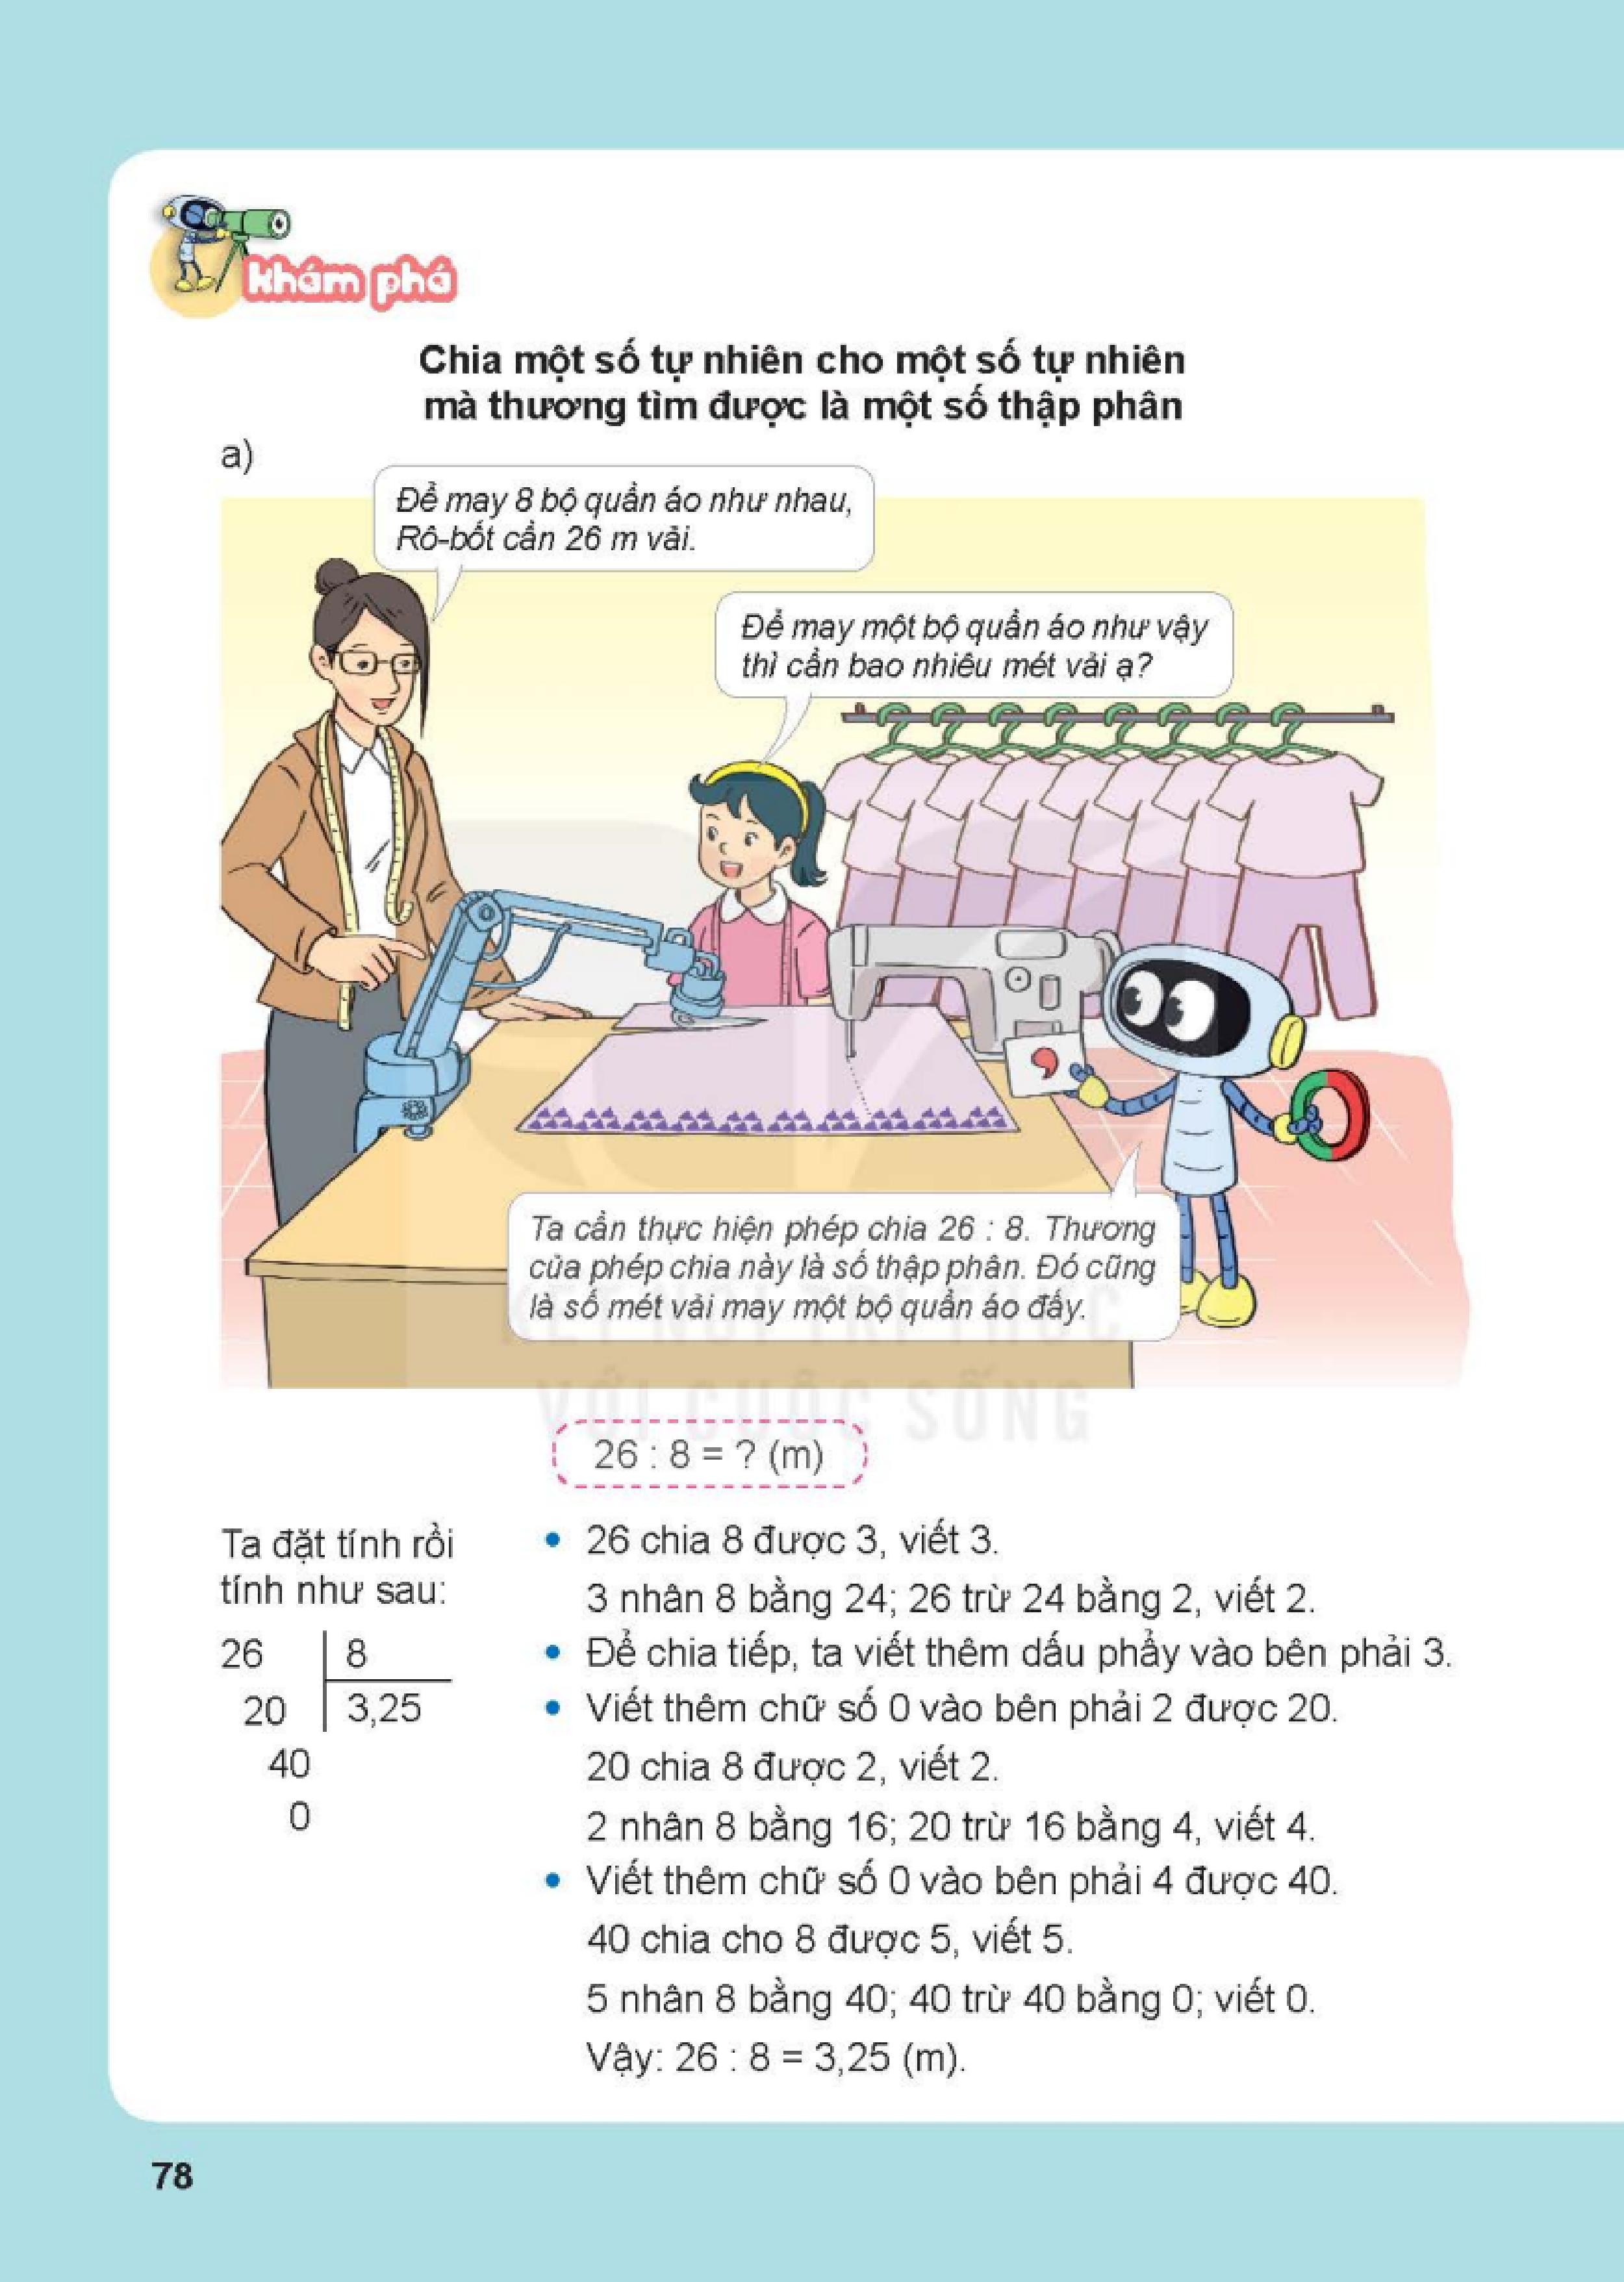 khám phá
Chia một số tự nhiên cho một số tự nhiên
mà thương tìm được là một số thập phân
a)
Để may 8 bộ quần áo như nhau,
Rô-bốt cần 26 m vải.
Để may một bộ quần áo như vậy
thì cần bao nhiêu mét vải ạ?
Ta cần thực hiện phép chia 26 : 8. Thương
của phép chia này là số thập phân. Đó cũng
là số mét vải may một bộ quần áo đấy.
KẾT NỐI TRI THỨC
VỚI CUỘC SỐNG
26 : 8 = ? (m)
Ta đặt tính rồi
tính như sau:
26 8
20 3,25
40
0
• 26 chia 8 được 3, viết 3.
3 nhân 8 bằng 24; 26 trừ 24 bằng 2, viết 2.
• Để chia tiếp, ta viết thêm dấu phẩy vào bên phải 3.
• Viết thêm chữ số 0 vào bên phải 2 được 20.
20 chia 8 được 2, viết 2.
2 nhân 8 bằng 16; 20 trừ 16 bằng 4, viết 4.
• Viết thêm chữ số 0 vào bên phải 4 được 40.
40 chia cho 8 được 5, viết 5.
5 nhân 8 bằng 40; 40 trừ 40 bằng 0; viết 0.
Vậy: 26 : 8 = 3,25 (m).
78